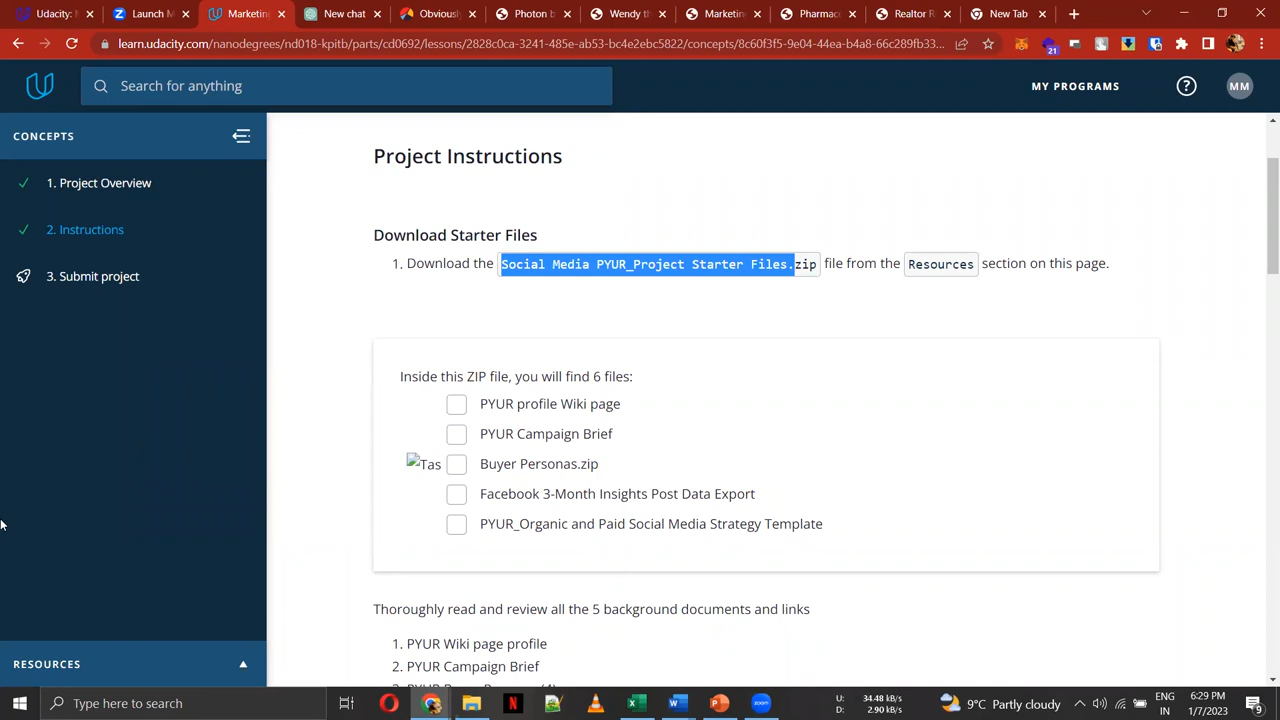 Udacity: M
Launch M
Marketing
New chat
Obviously
Photon b
Wendy th
Marketin
Pharmace
Realtor R
New Tab
learn.udacity.com/nanodegrees/nd018-kpitb/parts/cd0692/lessons/2828c0ca-3241-485e-ab53-bc4e2ebc5822/concepts/8c60f3f5-9e04-44ea-b4a8-66c289fb33...
21
Search for anything
MY PROGRAMS
?
MM
CONCEPTS
1. Project Overview
2. Instructions
3. Submit project
RESOURCES
Project Instructions
Download Starter Files
1. Download the Social Media PYUR_Project Starter Files.zip file from the Resources section on this page.
Inside this ZIP file, you will find 6 files:
PYUR profile Wiki page
PYUR Campaign Brief
Tas Buyer Personas.zip
Facebook 3-Month Insights Post Data Export
PYUR_Organic and Paid Social Media Strategy Template
Thoroughly read and review all the 5 background documents and links
1. PYUR Wiki page profile
2. PYUR Campaign Brief
Type here to search
U: 34.48 kB/s
D: 2.90 kB/s
9°C Partly cloudy
ENG
IN
6:29 PM
1/7/2023
9